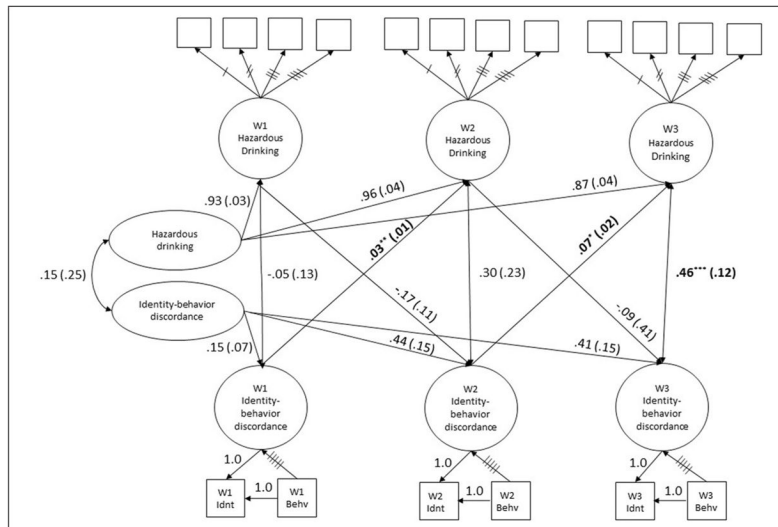 W1
Hazardous
Drinking
W2
Hazardous
Drinking
W3
Hazardous
Drinking
.93 (.03)
.96 (.04)
.87 (.04)
Hazardous
drinking
.15 (.25)
Identity-behavior
discordance
-.05 (.13)
.03** (.01)
.30 (.23)
.07* (.02)
.46*** (.12)
-.17 (.11)
-.09 (.41)
.15 (.07)
.44 (.15)
.41 (.15)
W1
Identity-
behavior
discordance
W2
Identity-
behavior
discordance
W3
Identity-
behavior
discordance
1.0
1.0
1.0
W1
Idnt
1.0
W1
Behv
W2
Idnt
1.0
W2
Behv
W3
Idnt
1.0
W3
Behv